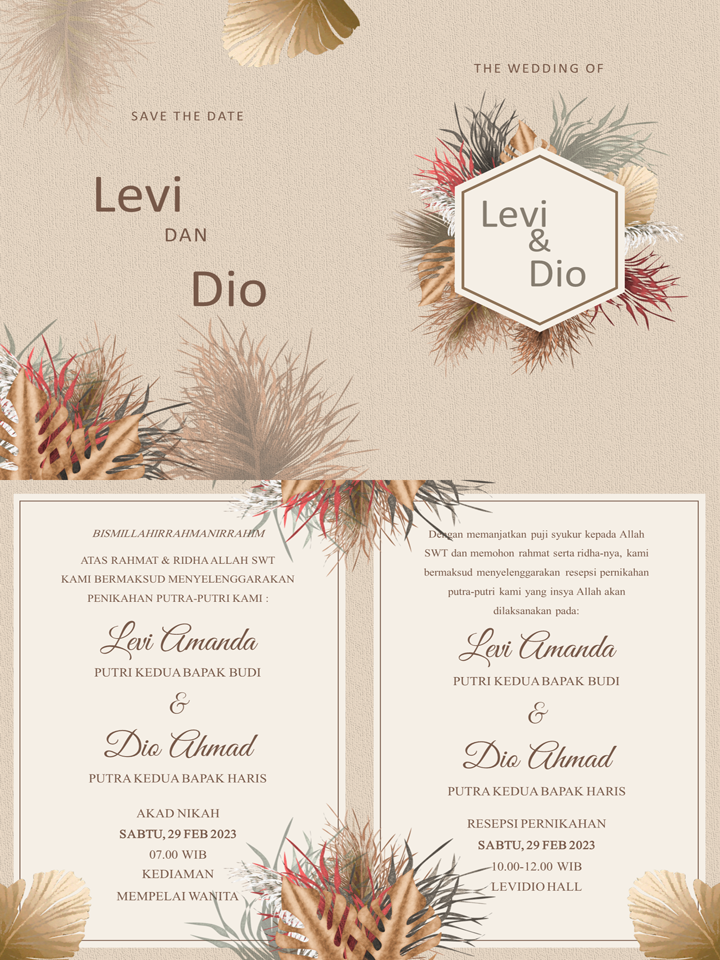 SAVE THE DATE
Levi
DAN
Dio
THE WEDDING OF
Levi
&
Dio
BISMILLAHIRRAHMANIRRAHIM
ATAS RAHMAT & RIDHA ALLAH SWT
KAMI BERMAKSUD MENYELENGGARAKAN
PENIKAHAN PUTRA-PUTRI KAMI :
Levi Amanda
PUTRI KEDUA BAPAK BUDI
&
Dio Ahmad
PUTRA KEDUA BAPAK HARIS
AKAD NIKAH
SABTU, 29 FEB 2023
07.00 WIB
KEDIAMAN
MEMPELAI WANITA
Dengan memanjatkan puji syukur kepada Allah
SWT dan memohon rahmat serta ridha-nya, kami
bermaksud menyelenggarakan resepsi pernikahan
putra-putri kami yang insya Allah akan
dilaksanakan pada:
Levi Amanda
PUTRI KEDUA BAPAK BUDI
&
Dio Ahmad
PUTRA KEDUA BAPAK HARIS
RESEPSI PERNIKAHAN
SABTU, 29 FEB 2023
10.00-12.00 WIB
LEVIDIO HALL